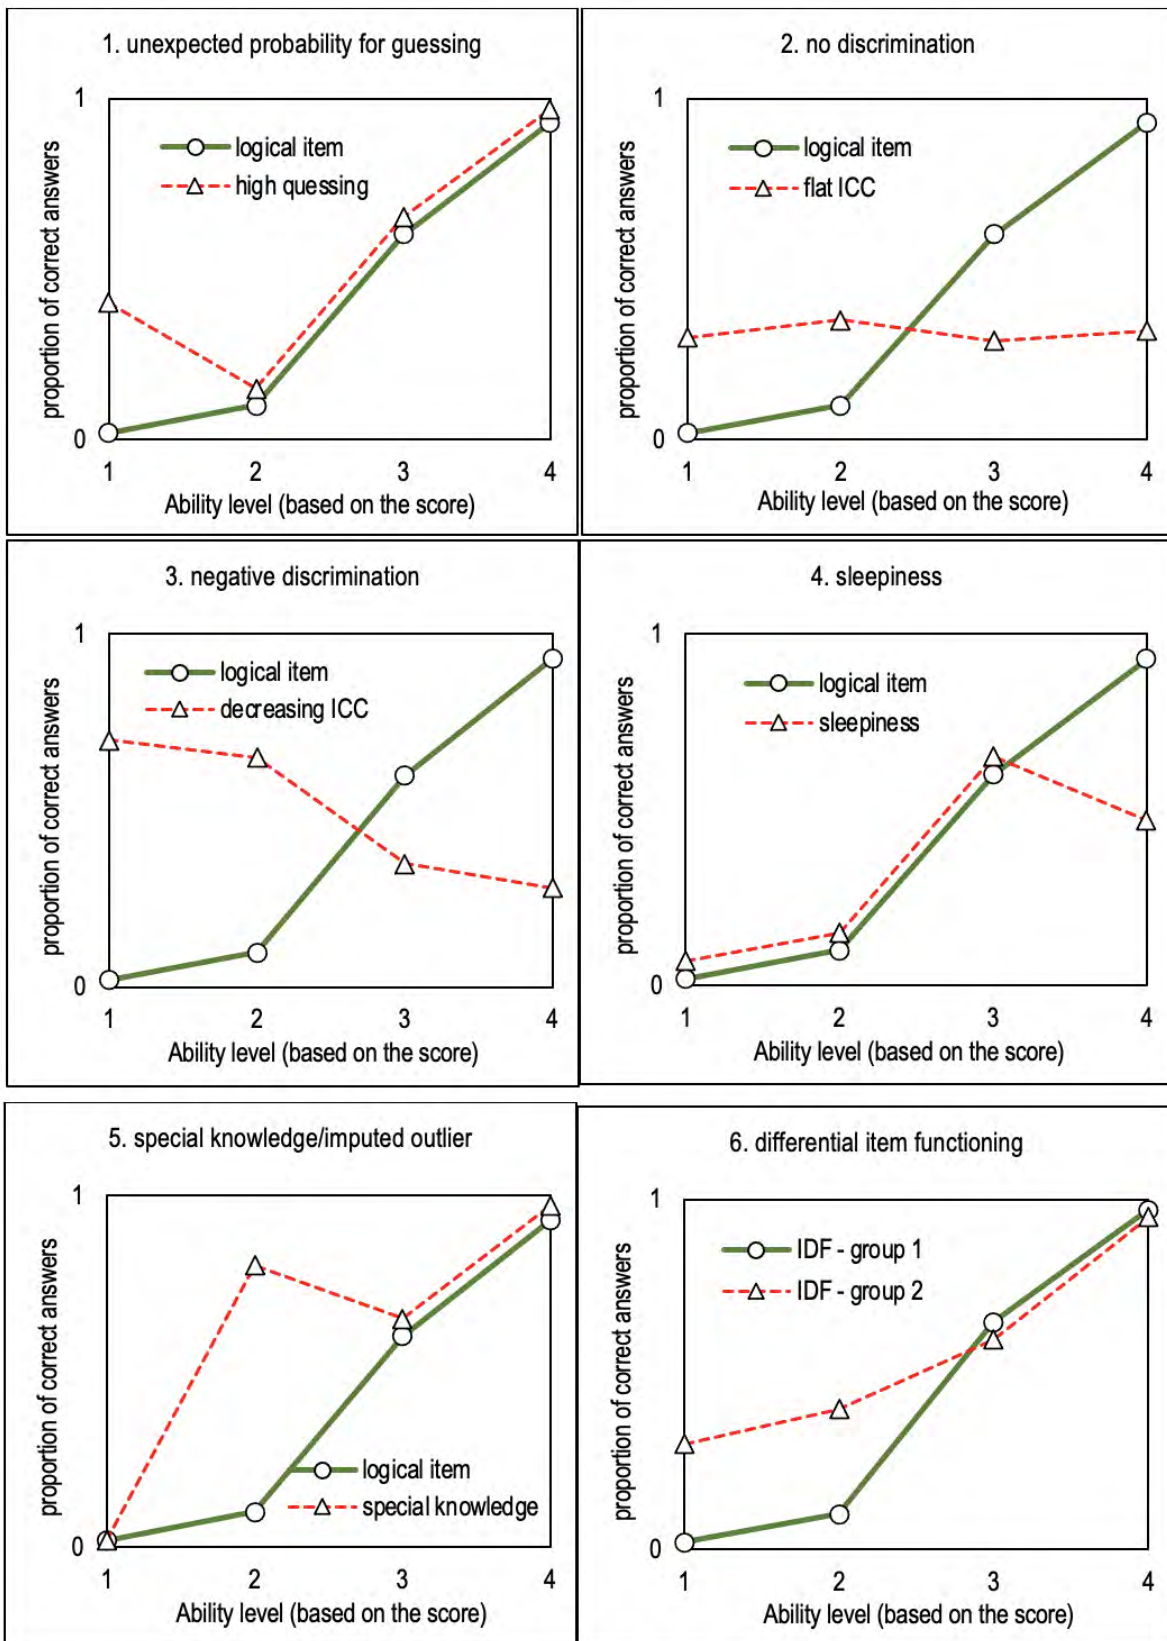 1. unexpected probability for guessing
1
logical item
high quessing
proportion of correct answers
0
1 2 3 4
Ability level (based on the score)
2. no discrimination
1
logical item
flat ICC
proportion of correct answers
0
1 2 3 4
Ability level (based on the score)
3. negative discrimination
1
logical item
decreasing ICC
proportion of correct answers
0
1 2 3 4
Ability level (based on the score)
4. sleepiness
1
logical item
sleepiness
proportion of correct answers
0
1 2 3 4
Ability level (based on the score)
5. special knowledge/imputed outlier
1
proportion of correct answers
logical item
special knowledge
0
1 2 3 4
Ability level (based on the score)
6. differential item functioning
1
IDF - group 1
IDF - group 2
proportion of correct answers
0
1 2 3 4
Ability level (based on the score)